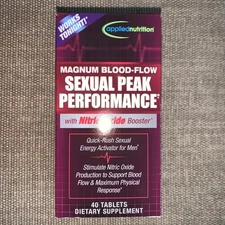 WORKS
TONIGHT!*
appliednutrition®
MAGNUM BLOOD-FLOW
SEXUAL PEAK
PERFORMANCE®
with Nitric Oxide Booster*
Quick-Rush Sexual
Energy Activator for Men*
Stimulate Nitric Oxide
Production to Support Blood
Flow & Maximum Physical
Response*
40 TABLETS
DIETARY SUPPLEMENT